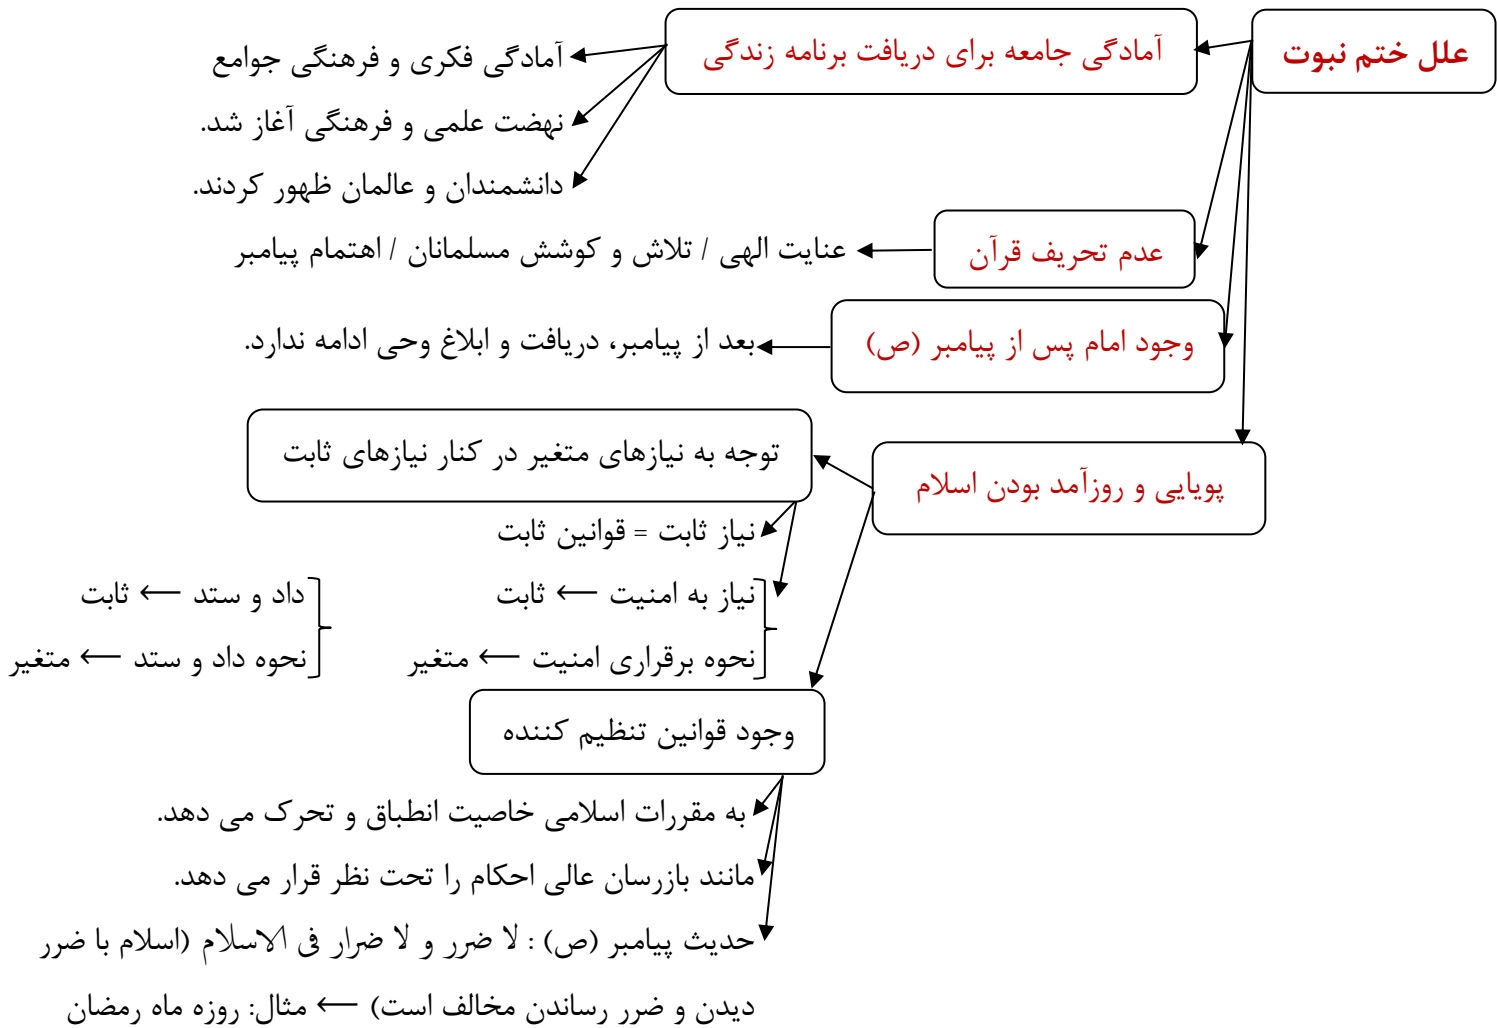 علل ختم نبوت
آمادگی جامعه برای دریافت برنامه زندگی
آمادگی فکری و فرهنگی جوامع
نهضت علمی و فرهنگی آغاز شد.
دانشمندان و عالمان ظهور کردند.
عدم تحریف قرآن
عنایت الهی / تلاش و کوشش مسلمانان / اهتمام پیامبر
وجود امام پس از پیامبر (ص)
بعد از پیامبر، دریافت و ابلاغ وحی ادامه ندارد.
پویایی و روزآمد بودن اسلام
توجه به نیازهای متغیر در کنار نیازهای ثابت
نیاز ثابت = قوانین ثابت
نیاز به امنیت ← ثابت
نحوه برقراری امنیت ← متغیر
داد و ستد ← ثابت
نحوه داد و ستد ← متغیر
وجود قوانین تنظیم کننده
به مقررات اسلامی خاصیت انطباق و تحرک می دهد.
مانند بازرسان عالی احکام را تحت نظر قرار می دهد.
حدیث پیامبر (ص) : لا ضرر و لا ضرار فی الاسلام (اسلام با ضرر
دیدن و ضرر رساندن مخالف است) ← مثال: روزه ماه رمضان